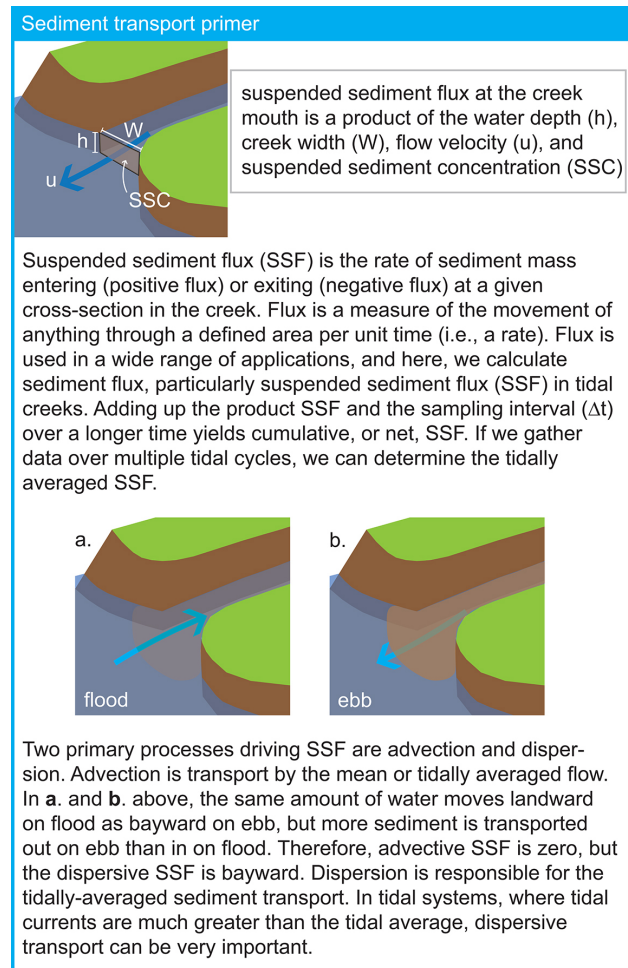 Sediment transport primer
h
W
u
SSC
suspended sediment flux at the creek
mouth is a product of the water depth (h),
creek width (W), flow velocity (u), and
suspended sediment concentration (SSC)
Suspended sediment flux (SSF) is the rate of sediment mass
entering (positive flux) or exiting (negative flux) at a given
cross-section in the creek. Flux is a measure of the movement of
anything through a defined area per unit time (i.e., a rate). Flux is
used in a wide range of applications, and here, we calculate
sediment flux, particularly suspended sediment flux (SSF) in tidal
creeks. Adding up the product SSF and the sampling interval (Δt)
over a longer time yields cumulative, or net, SSF. If we gather
data over multiple tidal cycles, we can determine the tidally
averaged SSF.
a.
flood
b.
ebb
Two primary processes driving SSF are advection and disper-
sion. Advection is transport by the mean or tidally averaged flow.
In a. and b. above, the same amount of water moves landward
on flood as bayward on ebb, but more sediment is transported
out on ebb than in on flood. Therefore, advective SSF is zero, but
the dispersive SSF is bayward. Dispersion is responsible for the
tidally-averaged sediment transport. In tidal systems, where tidal
currents are much greater than the tidal average, dispersive
transport can be very important.